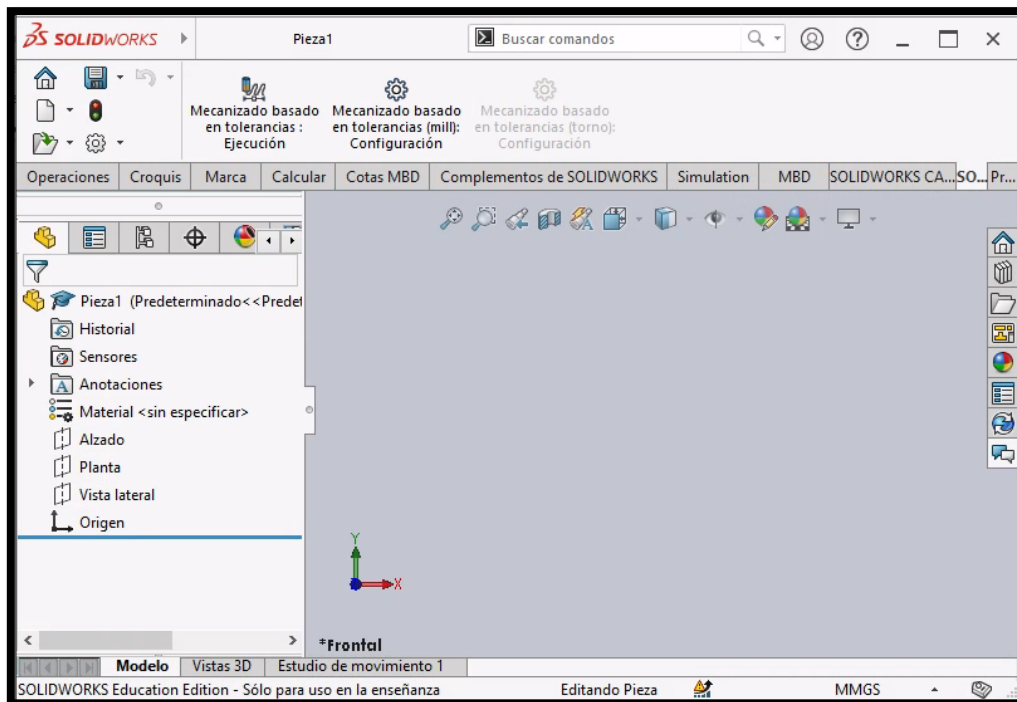 SOLIDWORKS
Pieza1
Buscar comandos
Mecanizado basado en tolerancias : Ejecución
Mecanizado basado en tolerancias (mill): Configuración
Mecanizado basado en tolerancias (torno): Configuración
Operaciones Croquis Marca Calcular Cotas MBD Complementos de SOLIDWORKS Simulation MBD SOLIDWORKS CA... SO... Pr...
Pieza1 (Predeterminado<<Predet
Historial
Sensores
A Anotaciones
Material <sin especificar>
Alzado
Planta
Vista lateral
Origen
Y
X
*Frontal
Modelo Vistas 3D Estudio de movimiento 1
SOLIDWORKS Education Edition - Sólo para uso en la enseñanza Editando Pieza MMGS